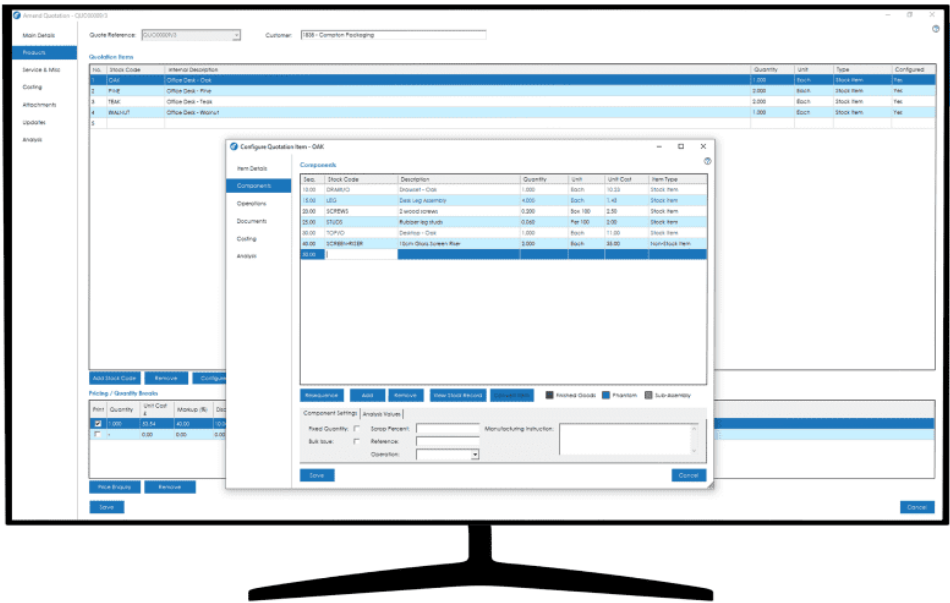 Amend Quotation - QUO0000/3
Main Details
Products
Service & Misc
Costing
Attachments
Updates
Analysis
Quote Reference:
Customer: 1808 - Compton Packaging
Quotation Items
No. Stock Code Internal Description Quantity Unit Type Configured
1 OAK Office Desk - Oak 1.000 Each Stock Item Yes
2 PINE Office Desk - Pine 2.000 Each Stock Item Yes
3 TEAK Office Desk - Teak 2.000 Each Stock Item Yes
4 WALNUT Office Desk - Walnut 1.000 Each Stock Item Yes
5
Configure Quotation Item - OAK
Item Details
Components
Operations
Documents
Costing
Analysis
Components
Seq. Stock Code Description Quantity Unit Unit Cost Item Type
10.00 Drawset - Oak 1.000 Each Stock Item
15.00 LEG Desk Leg Assembly 4.000 Each 1.40 Stock Item
20.00 SCREWS 2 wood screws 0.200 Box 100 2.50 Stock Item
25.00 STUDS Rubber leg studs Per 100 2.00 Stock Item
30.00 TOP/O Desktop - Oak 1.000 Each 11.00 Stock Item
40.00 SCREEN-RISER 15cm Glass Screen Riser 2.000 Each 35.00 Non-Stock Item
50.00
Resequence Add Remove View Stock Record Finished Goods Phantom Sub-Assembly
Component Settings Analysis Values
Fixed Quantity: Scrap Percent: Manufacturing Instruction:
Bulk Issue: Reference:
Operation:
Save Cancel
Add Stock Code Remove Configure
Pricing / Quantity Breaks
Print Quantity Unit Cost £ Markup (%)
1.000 53.54 40.00
- 0.00 0.00 0.00
Price Enquiry Remove
Save Cancel